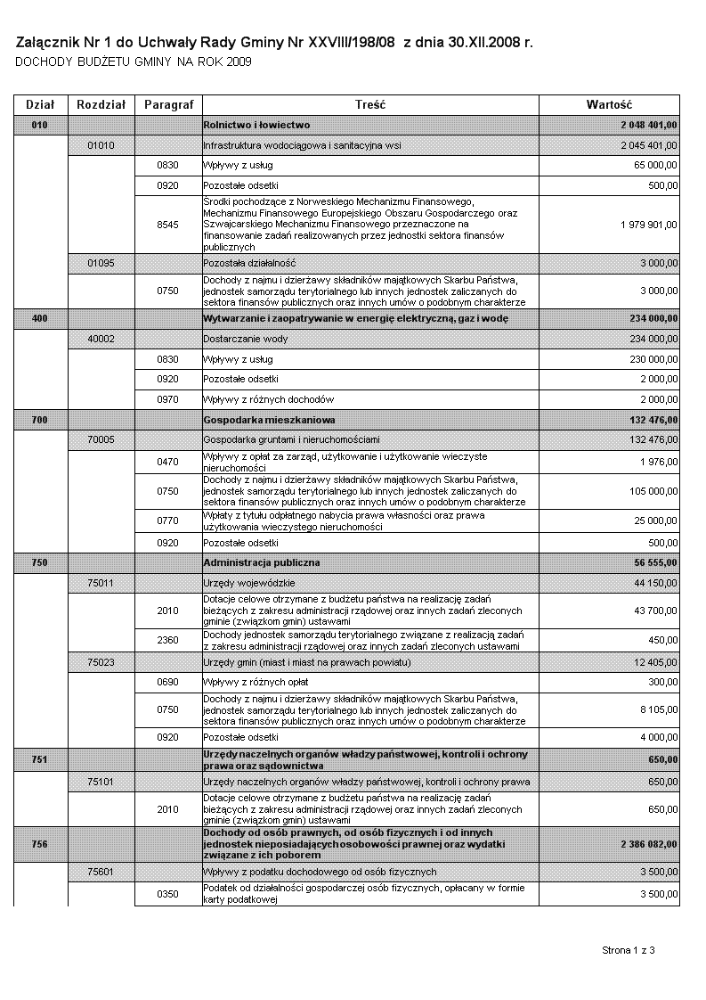 Załącznik Nr 1 do Uchwały Rady Gminy Nr XXVIII/198/08 z dnia 30.XII.2008 r.
DOCHODY BUDŻETU GMINY NA ROK 2009
Dział Rozdział Paragraf Treść Wartość
010 Rolnictwo i łowiectwo 2 048 401,00
01010 Infrastruktura wodociągowa i sanitacyjna wsi 2 045 401,00
0830 Wpływy z usług 65 000,00
0920 Pozostałe odsetki 500,00
Środki pochodzące z Norweskiego Mechanizmu Finansowego,
Mechanizmu Finansowego Europejskiego Obszaru Gospodarczego oraz
8545 Szwajcarskiego Mechanizmu Finansowego przeznaczone na 1 979 901,00
finansowanie zadań realizowanych przez jednostki sektora finansów
publicznych
01095 Pozostała działalność 3 000,00
Dochody z najmu i dzierżawy składników majątkowych Skarbu Państwa,
0750 jednostek samorządu terytorialnego lub innych jednostek zaliczanych do 3 000,00
sektora finansów publicznych oraz innych umów o podobnym charakterze
400 Wytwarzanie i zaopatrywanie w energię elektryczną, gaz i wodę 234 000,00
40002 Dostarczanie wody 234 000,00
0830 Wpływy z usług 230 000,00
0920 Pozostałe odsetki 2 000,00
0970 Wpływy z różnych dochodów 2 000,00
700 Gospodarka mieszkaniowa 132 476,00
70005 Gospodarka gruntami i nieruchomościami 132 476,00
0470 Wpływy z opłat za zarząd, użytkowanie i użytkowanie wieczyste 1 976,00
nieruchomości
Dochody z najmu i dzierżawy składników majątkowych Skarbu Państwa,
0750 jednostek samorządu terytorialnego lub innych jednostek zaliczanych do 105 000,00
sektora finansów publicznych oraz innych umów o podobnym charakterze
0770 Wpłaty z tytułu odpłatnego nabycia prawa własności oraz prawa 25 000,00
użytkowania wieczystego nieruchomości
0920 Pozostałe odsetki 500,00
750 Administracja publiczna 56 555,00
75011 Urzędy wojewódzkie 44 150,00
Dotacje celowe otrzymane z budżetu państwa na realizację zadań
2010 bieżących z zakresu administracji rządowej oraz innych zadań zleconych 43 700,00
gminie (związkom gmin) ustawami
2360 Dochody jednostek samorządu terytorialnego związane z realizacją zadań 450,00
z zakresu administracji rządowej oraz innych zadań zleconych ustawami
75023 Urzędy gmin (miast i miast na prawach powiatu) 12 405,00
0690 Wpływy z różnych opłat 300,00
Dochody z najmu i dzierżawy składników majątkowych Skarbu Państwa,
0750 jednostek samorządu terytorialnego lub innych jednostek zaliczanych do 8 105,00
sektora finansów publicznych oraz innych umów o podobnym charakterze
0920 Pozostałe odsetki 4 000,00
751 Urzędy naczelnych organów władzy państwowej, kontroli i ochrony 650,00
prawa oraz sądownictwa
75101 Urzędy naczelnych organów władzy państwowej, kontroli i ochrony prawa 650,00
Dotacje celowe otrzymane z budżetu państwa na realizację zadań
2010 bieżących z zakresu administracji rządowej oraz innych zadań zleconych 650,00
gminie (związkom gmin) ustawami
Dochody od osób prawnych, od osób fizycznych i od innych
756 jednostek nieposiadających osobowości prawnej oraz wydatki 2 386 082,00
związane z ich poborem
75601 Wpływy z podatku dochodowego od osób fizycznych 3 500,00
0350 Podatek od działalności gospodarczej osób fizycznych, opłacany w formie 3 500,00
karty podatkowej
Strona 1 z 3